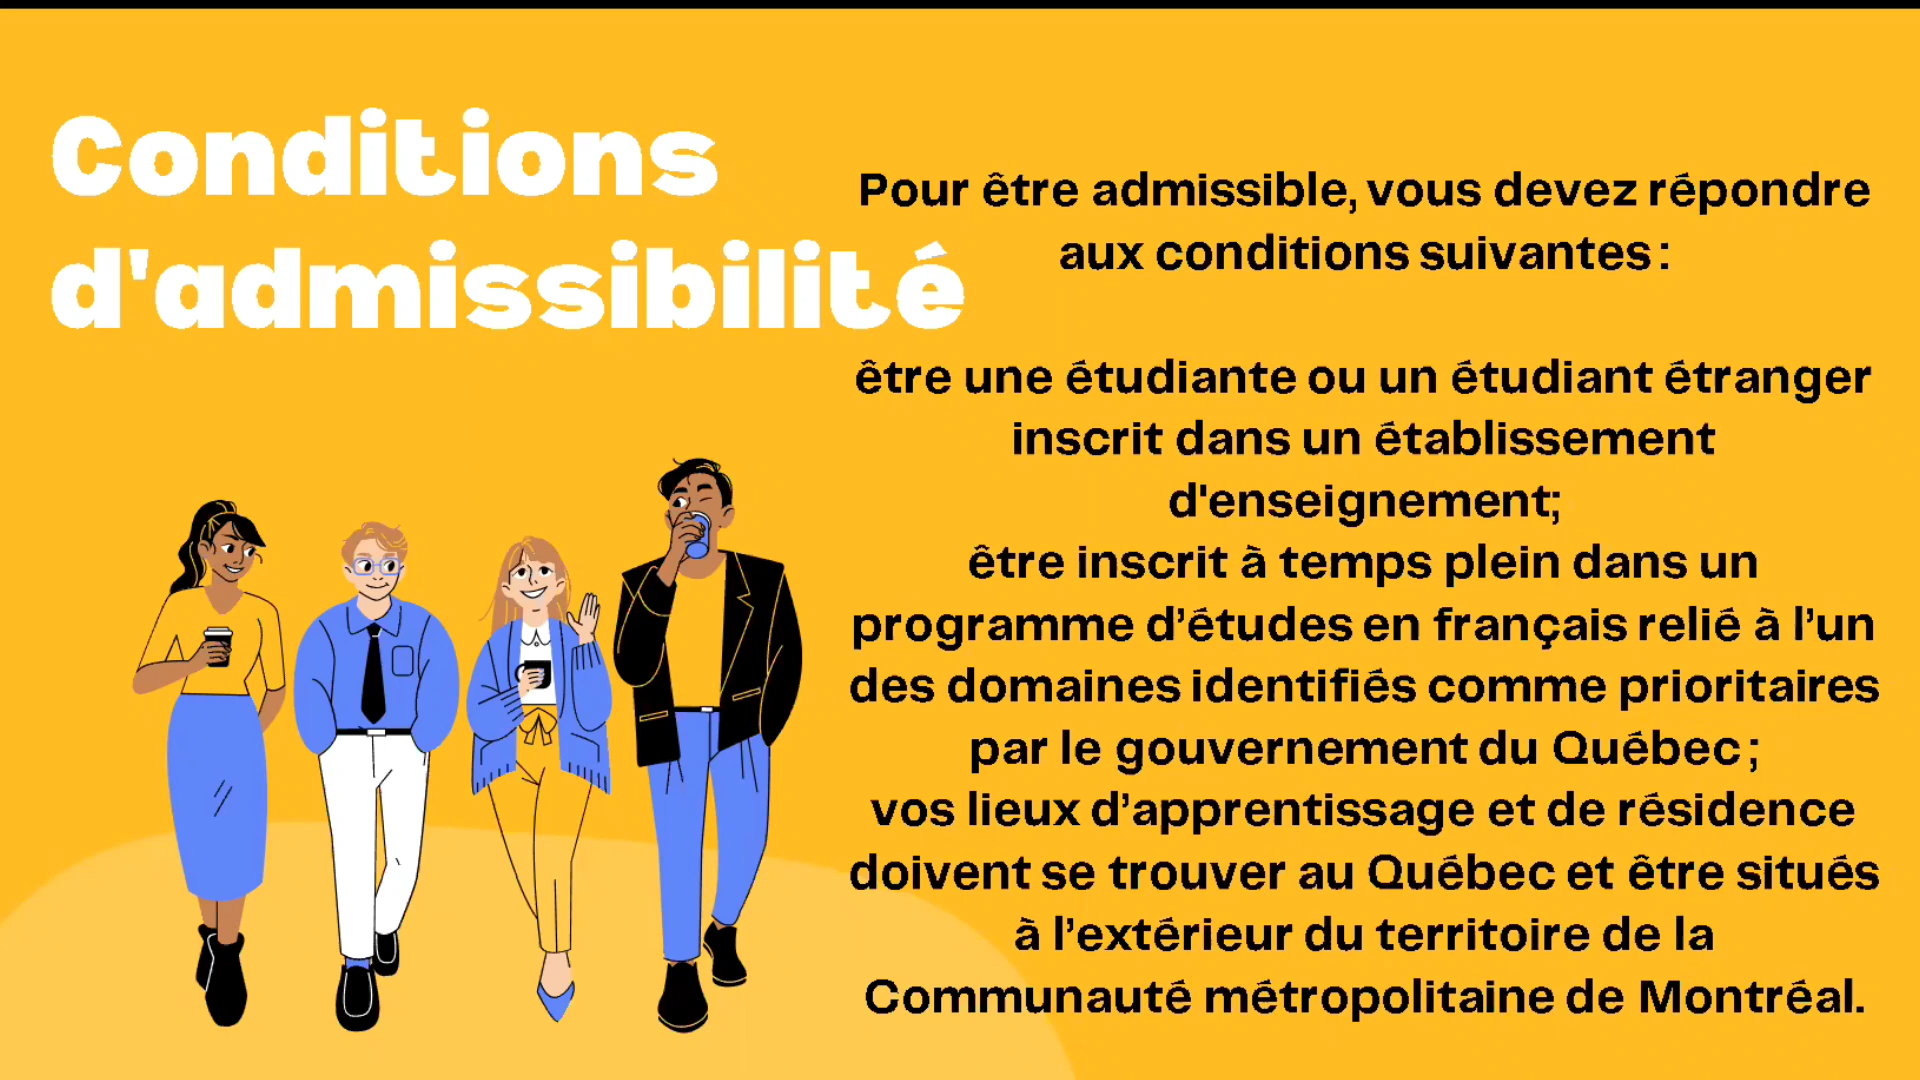 Conditions
d'admissibilité
Pour être admissible, vous devez répondre
aux conditions suivantes :
être une étudiante ou un étudiant étranger
inscrit dans un établissement
d'enseignement;
être inscrit à temps plein dans un
programme d’études en français relié à l’un
des domaines identifiés comme prioritaires
par le gouvernement du Québec ;
vos lieux d’apprentissage et de résidence
doivent se trouver au Québec et être situés
à l’extérieur du territoire de la
Communauté métropolitaine de Montréal.